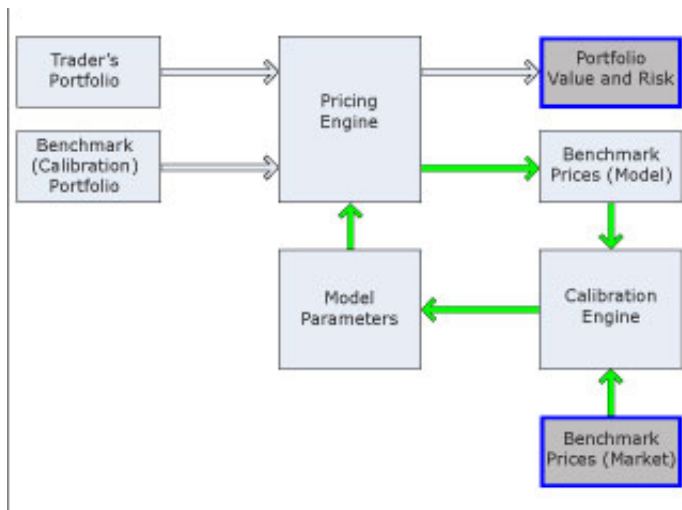 Trader's
Portfolio
Pricing
Engine
Portfolio
Value and Risk
Benchmark
(Calibration)
Portfolio
Benchmark
Prices (Model)
Model
Parameters
Calibration
Engine
Benchmark
Prices (Market)